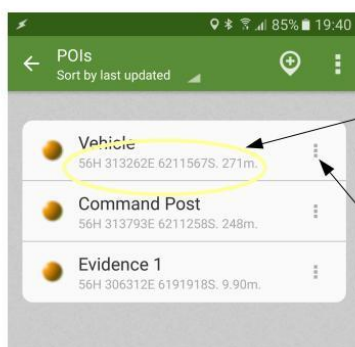 85% 19:40
POIs
Sort by last updated
Vehicle
56H 313262E 6211567S. 271m.
Command Post
56H 313793E 6211258S. 248m.
Evidence 1
56H 306312E 6191918S. 9.90m.